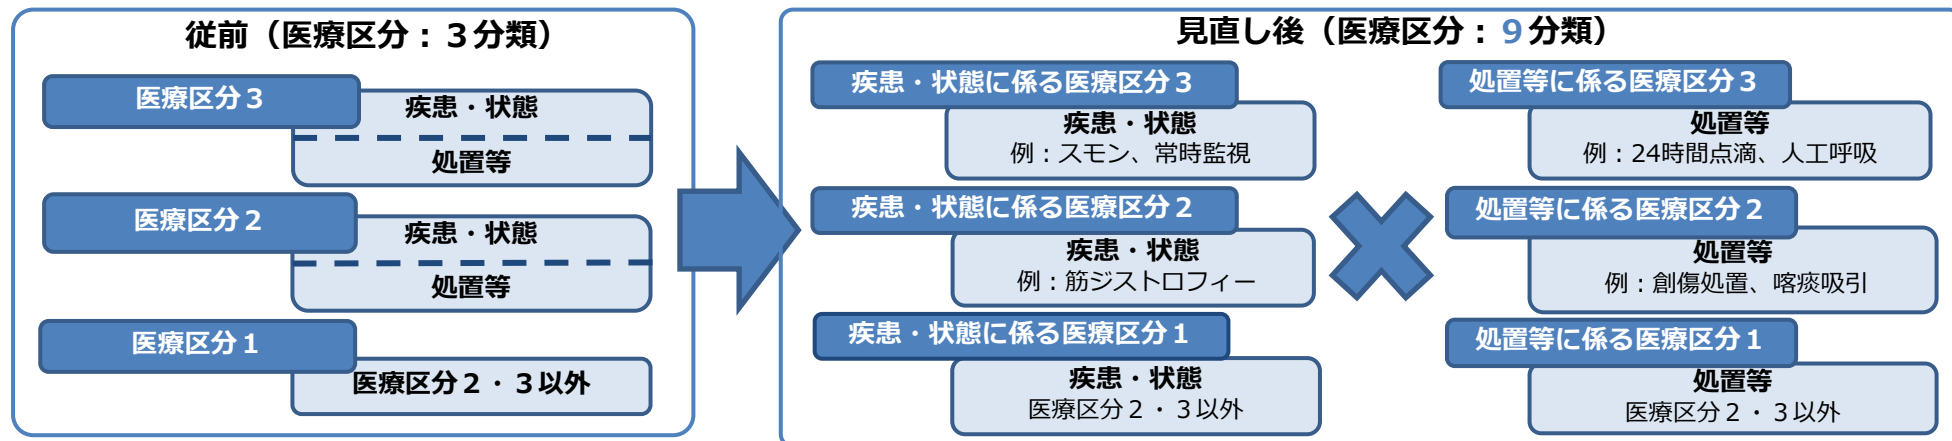 従前（医療区分：３分類）
医療区分３
疾患・状態
処置等
医療区分２
疾患・状態
処置等
医療区分１
医療区分２・３以外
見直し後（医療区分：９分類）
疾患・状態に係る医療区分３
疾患・状態
例：スモン、常時監視
疾患・状態に係る医療区分２
疾患・状態
例：筋ジストロフィー
疾患・状態に係る医療区分１
疾患・状態
医療区分２・３以外
処置等に係る医療区分３
処置等
例：24時間点滴、人工呼吸
処置等に係る医療区分２
処置等
例：創傷処置、喀痰吸引
処置等に係る医療区分１
処置等
医療区分２・３以外